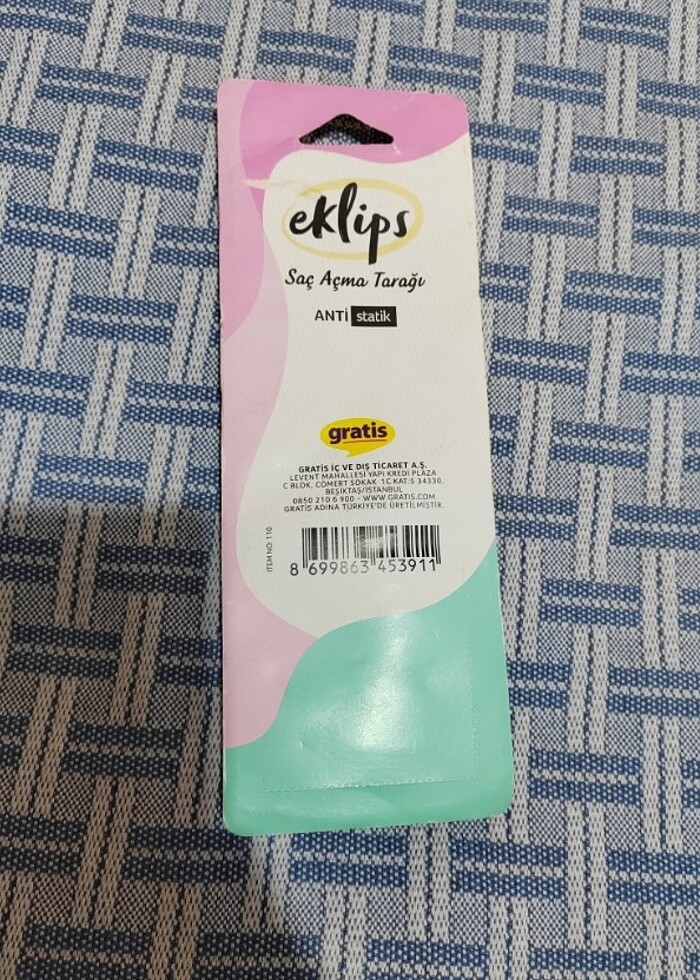 eklips
Saç Açma Tarağı
ANTİ statik
gratis
GRATİS İÇ VE DIŞ TİCARET A.Ş.
LEVENT MAHALLESİ YAPI KREDİ PLAZA
C BLOK, CÖMERT SOKAK 1C KAT:5 34330,
BEŞİKTAŞ/İSTANBUL
0850 210 6 900 - WWW.GRATIS.COM
GRATİS ADINA TÜRKİYE'DE ÜRETİLMİŞTİR.
ITEM NO: 110
8 699863 453911